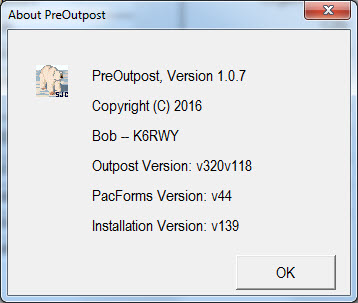 About PreOutpost
PreOutpost, Version 1.0.7
Copyright (C) 2016
Bob -- K6RWY
Outpost Version: v320v118
PacForms Version: v44
Installation Version: v139
SJC
OK